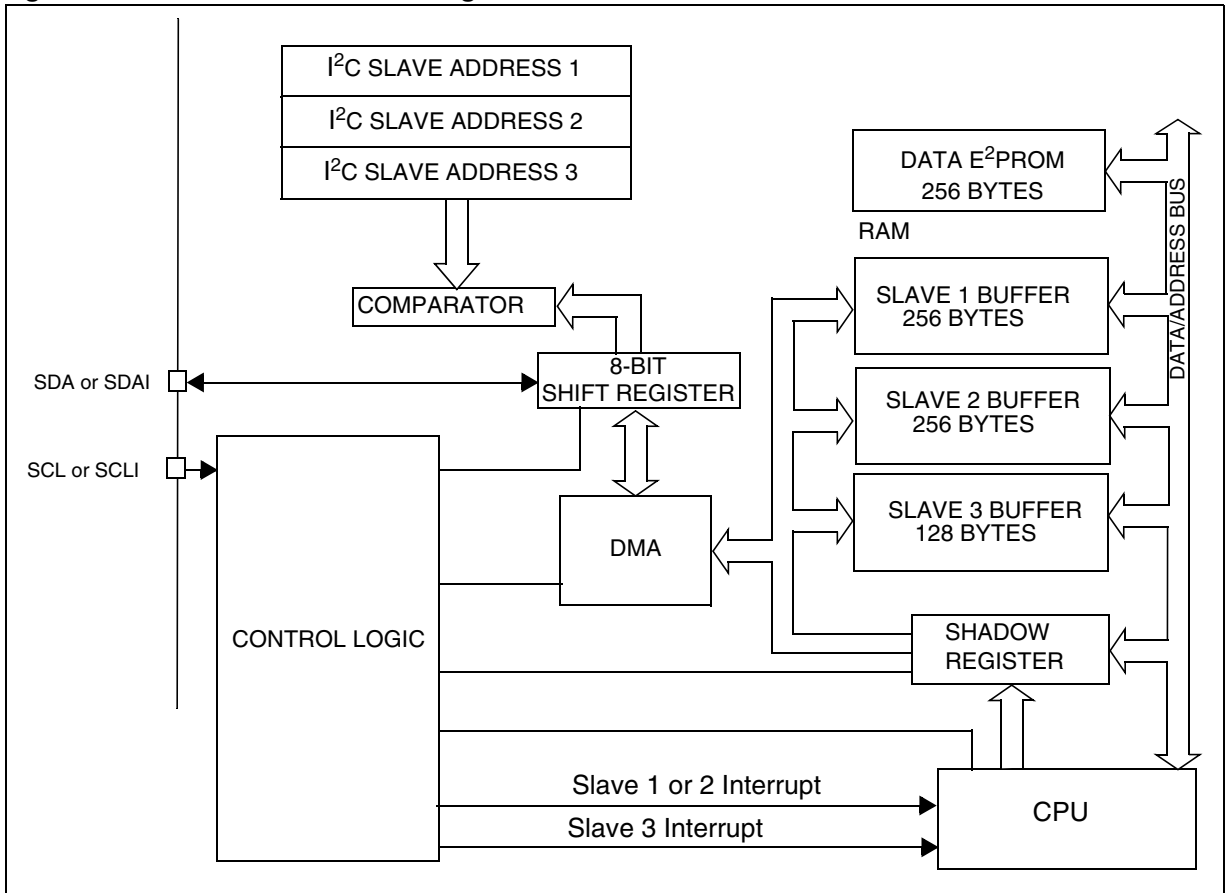 I²C SLAVE ADDRESS 1
I²C SLAVE ADDRESS 2
I²C SLAVE ADDRESS 3
DATA E²PROM
256 BYTES
RAM
DATA/ADDRESS BUS
COMPARATOR
SLAVE 1 BUFFER
256 BYTES
8-BIT
SHIFT REGISTER
SDA or SDAI
SLAVE 2 BUFFER
256 BYTES
SCL or SCLI
SLAVE 3 BUFFER
128 BYTES
DMA
CONTROL LOGIC
SHADOW
REGISTER
Slave 1 or 2 Interrupt
Slave 3 Interrupt
CPU